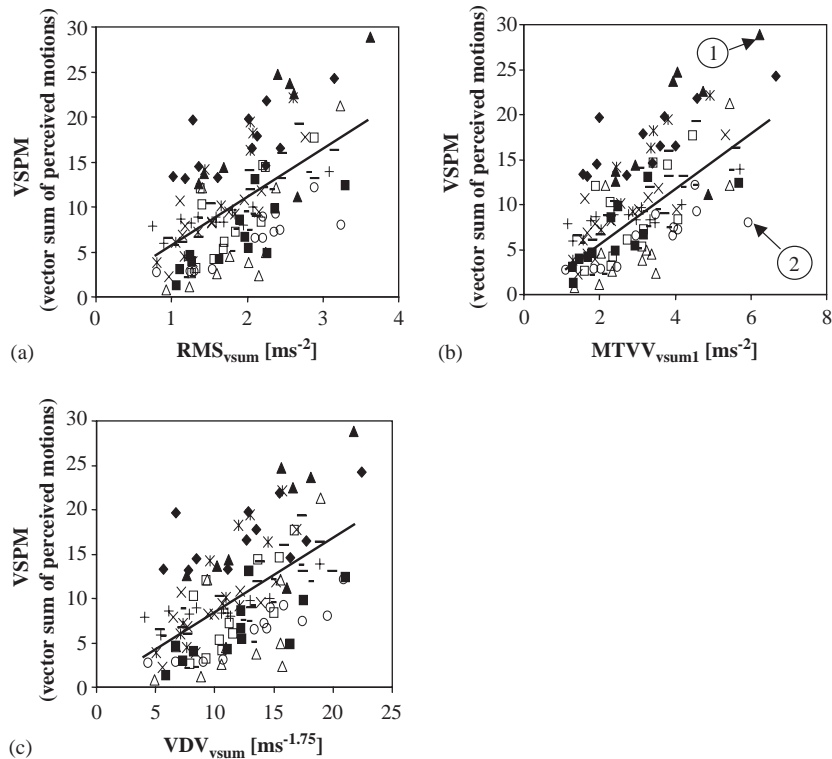 30
25
20
15
10
5
0
VSPM
(vector sum of perceived motions)
0 1 2 3 4
(a) RMSvsum [ms-2]
30
25
20
15
10
5
0
VSPM
(vector sum of perceived motions)
1
2
0 2 4 6 8
(b) MTVVvsum1 [ms-2]
30
25
20
15
10
5
0
VSPM
(vector sum of perceived motions)
0 5 10 15 20 25
(c) VDVvsum [ms-1.75]